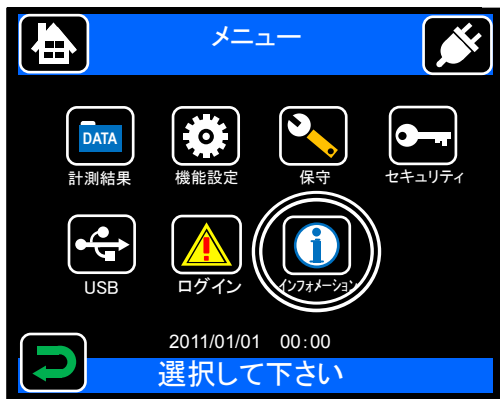 メニュー
DATA
計測結果 機能設定 保守 セキュリティ
USB ログイン インフォメーション
2011/01/01 00:00
選択して下さい